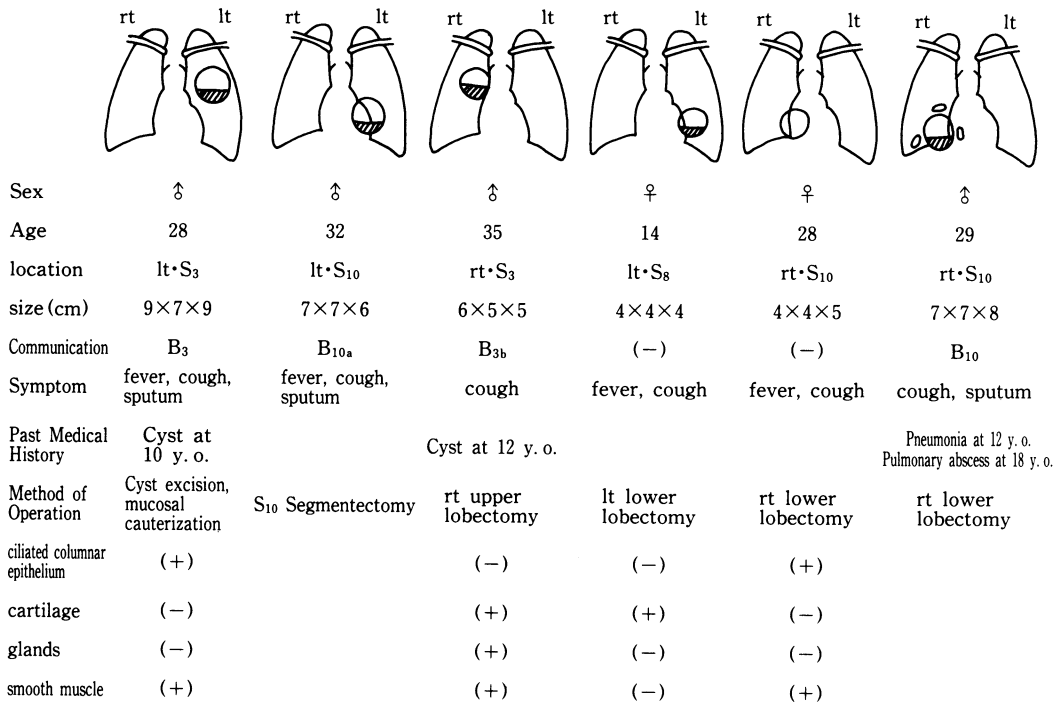 rt lt rt lt rt lt rt lt rt lt rt lt
Sex ♂ ♂ ♂ ♀ ♀ ♂
Age 28 32 35 14 28 29
location lt·S₃ lt·S₁₀ rt·S₃ lt·S₈ rt·S₁₀ rt·S₁₀
size (cm) 9×7×9 7×7×6 6×5×5 4×4×4 4×4×5 7×7×8
Communication B₃ B₁₀ₐ B₃b (−) (−) B₁₀
Symptom fever, cough, fever, cough, cough fever, cough fever, cough cough, sputum
sputum sputum
Past Medical Cyst at Cyst at 12 y. o. Pneumonia at 12 y. o.
History 10 y. o. Pulmonary abscess at 18 y. o.
Method of Cyst excision, S₁₀ Segmentectomy rt upper lt lower rt lower rt lower
Operation mucosal lobectomy lobectomy lobectomy lobectomy
cauterization
ciliated columnar (+) (−) (−) (+)
epithelium
cartilage (−) (+) (+) (−)
glands (−) (+) (−) (−)
smooth muscle (+) (+) (−) (+)